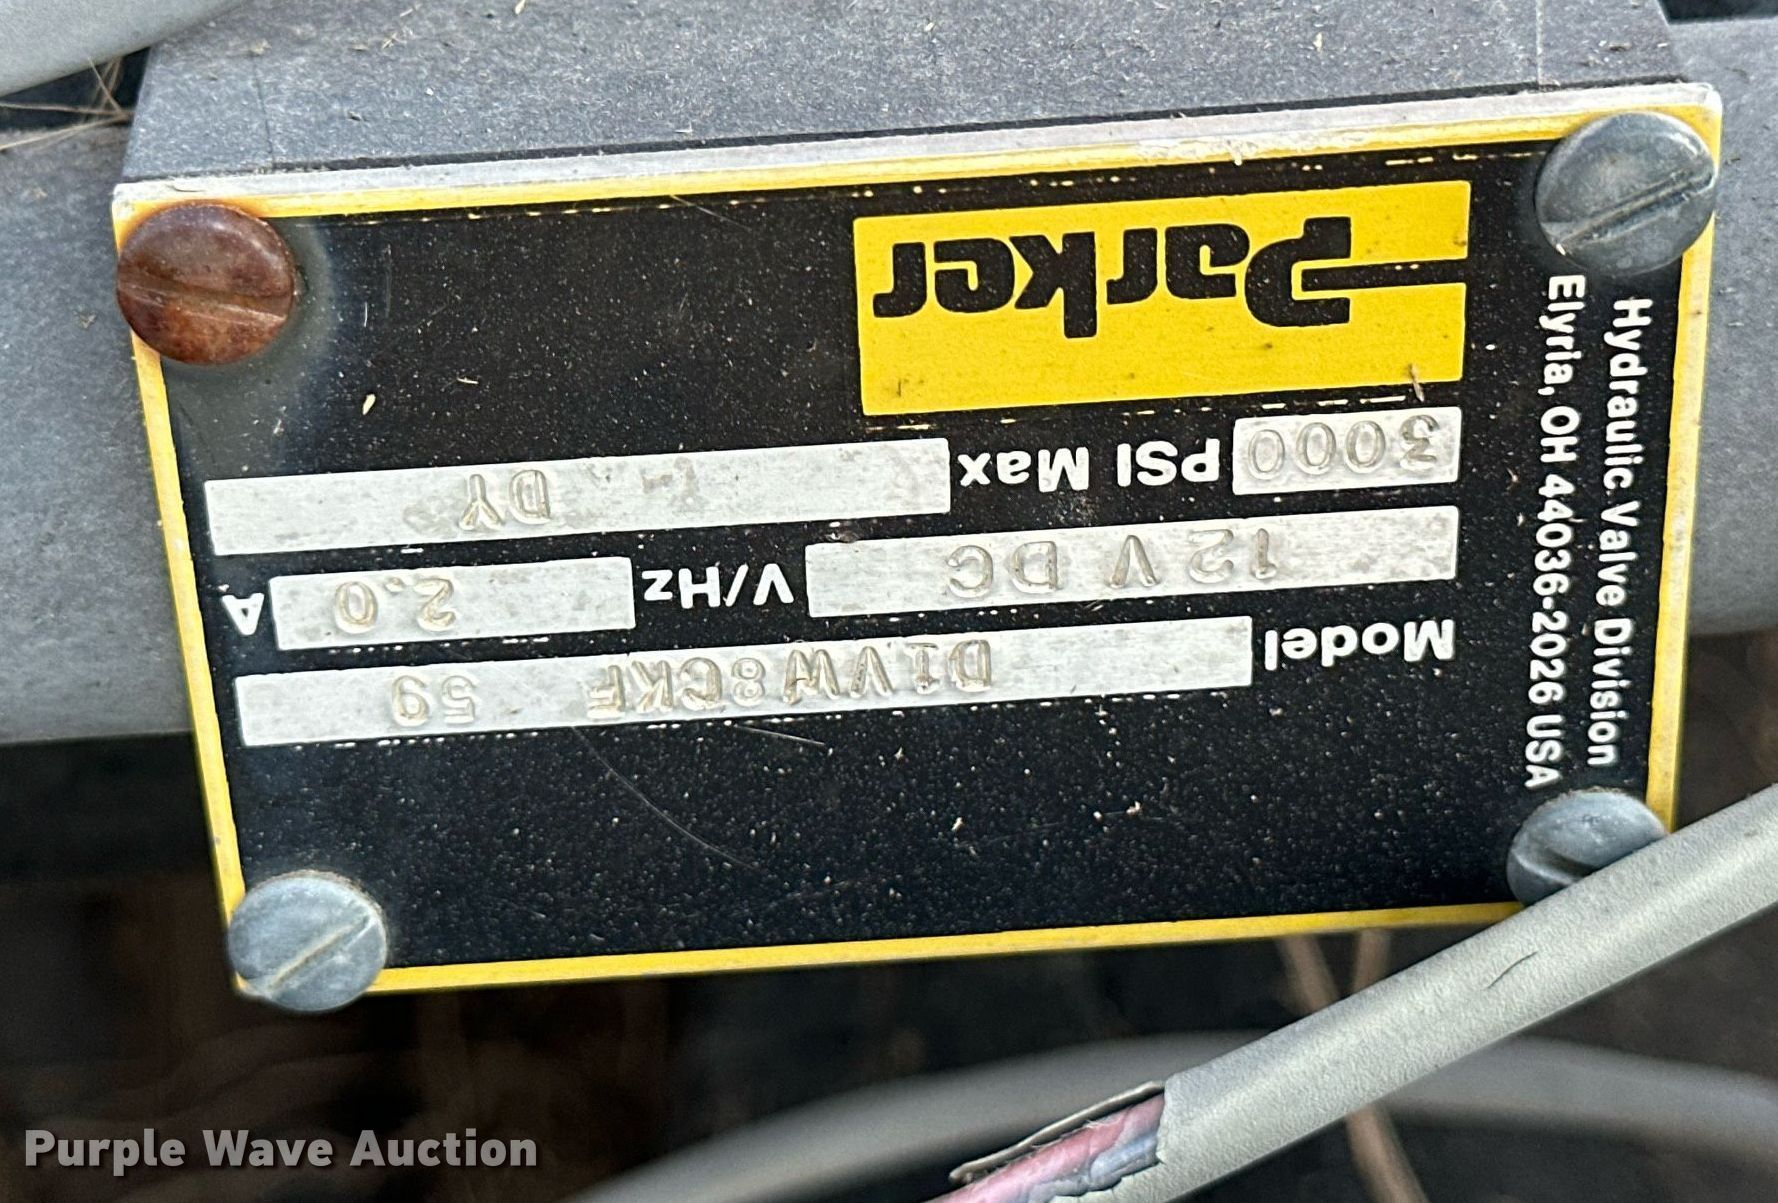 Parker
Hydraulic Valve Division
Elyria, OH 44036-2026 USA
3000 PSI Max DY
12 V DC V/Hz 2.0 A
Model D1VW8CKF 59
Purple Wave Auction